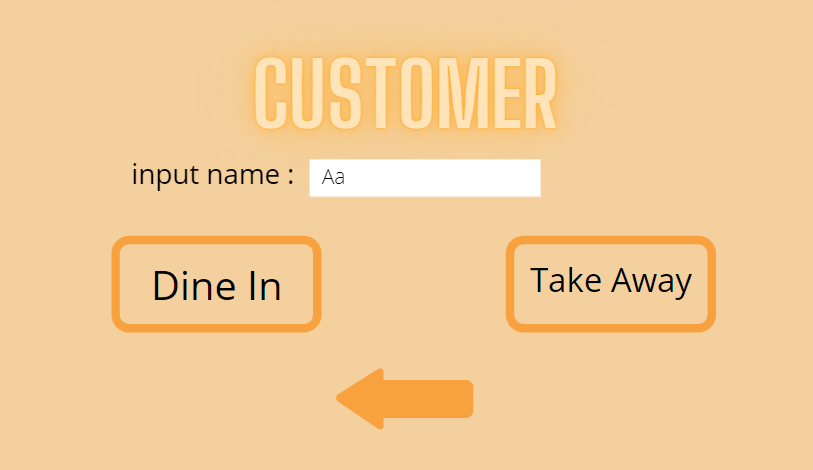 CUSTOMER
input name : Aa
Dine In
Take Away